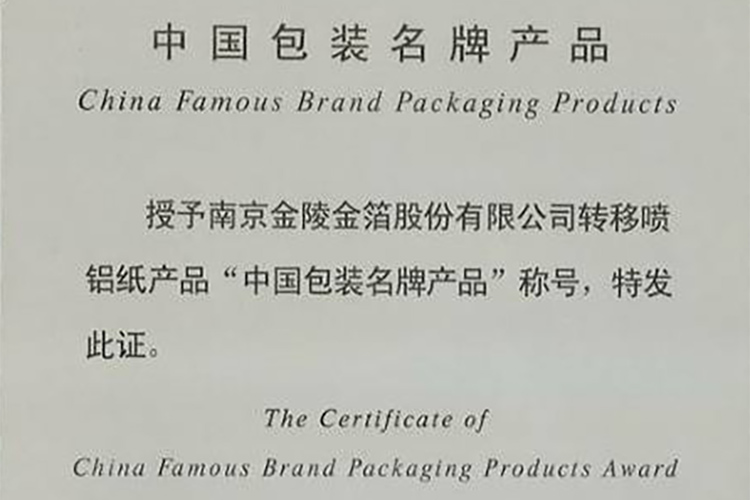 中国包装名牌产品
China Famous Brand Packaging Products
授予南京金陵金箔股份有限公司转移喷
铝纸产品“中国包装名牌产品”称号，特发
此证。
The Certificate of
China Famous Brand Packaging Products Award